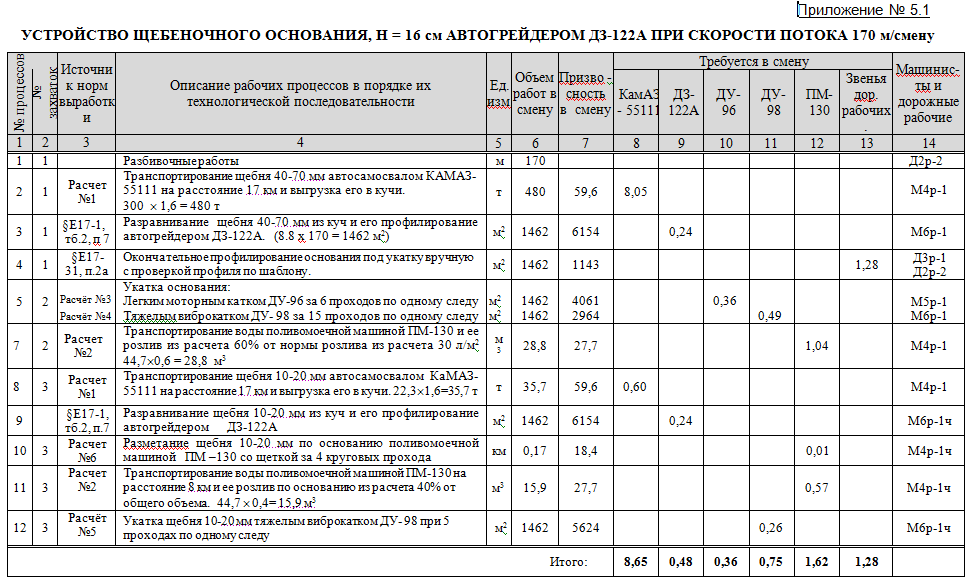 Приложение № 5.1
УСТРОЙСТВО ЩЕБЕНОЧНОГО ОСНОВАНИЯ, Н = 16 см АВТОГРЕЙДЕРОМ ДЗ-122А ПРИ СКОРОСТИ ПОТОКА 170 м/смену
№ процессов | № захваток | Источни к норм выработк и | Описание рабочих процессов в порядке их технологической последовательности | Ед. изм | Объем работ в смену | Призво - сность в смену | Требуется в смену | Машинис- ты и дорожные рабочие
КамАЗ - 55111 | ДЗ- 122А | ДУ- 96 | ДУ- 98 | ПМ- 130 | Звенья дор. рабочих .
1 | 2 | 3 | 4 | 5 | 6 | 7 | 8 | 9 | 10 | 11 | 12 | 13 | 14
1 | 1 | Разбивочные работы | м | 170 | Д2р-2
2 | 1 | Расчет №1 | Транспортирование щебня 40-70 мм автосамосвалом КАМАЗ-
55111 на расстояние 17 км и выгрузка его в кучи.
300 × 1,6 = 480 т | т | 480 | 59,6 | 8,05 | М4р-1
3 | 1 | §Е17-1, тб.2, п 7 | Разравнивание щебня 40-70 мм из куч и его профилирование
автогрейдером ДЗ-122А. (8.8 х 170 = 1462 м2) | м2 | 1462 | 6154 | 0,24 | М6р-1
4 | 1 | §Е17- 31, п.2а | Окончательное профилирование основания под укатку вручную
с проверкой профиля по шаблону. | м2 | 1462 | 1143 | 1,28 | Д3р-1 Д2р-2
5 | 2 | Укатка основания:
Расчёт №3 | Легким моторным катком ДУ-96 за 6 проходов по одному следу | м2 | 1462 | 4061 | 0,36 | М5р-1
Расчёт №4 | Тяжелым виброкатком ДУ- 98 за 15 проходов по одному следу | м2 | 1462 | 2964 | 0,49 | М6р-1
7 | 2 | Расчет №2 | Транспортирование воды поливомоечной машиной ПМ-130 и ее
розлив из расчета 60% от нормы розлива из расчета 30 л/м2
44,7×0,6 = 28,8 м3 | м 3 | 28,8 | 27,7 | 1,04 | М4р-1
8 | 3 | Расчет №1 | Транспортирование щебня 10-20 мм автосамосвалом КаМАЗ-
55111 на расстояние 17 км и выгрузка его в кучи. 22,3×1,6=35,7 т | т | 35,7 | 59,6 | 0,60 | М4р-1
9 | §Е17-1, тб.2, п.7 | Разравнивание щебня 10-20 мм из куч и его профилирование
автогрейдером ДЗ-122А | м2 | 1462 | 6154 | 0,24 | М6р-1ч
10 | 3 | Расчет №6 | Разметание щебня 10-20 мм по основанию поливомоечной
машиной ПМ –130 со щеткой за 4 круговых прохода | км | 0,17 | 18,4 | 0,01 | М4р-1ч
11 | 3 | Расчет №2 | Транспортирование воды поливомоечной машиной ПМ-130 на
расстояние 8 км и ее розлив по основанию из расчета 40% от
общего объема. 44,7 × 0,4= 15,9 м3 | м3 | 15,9 | 27,7 | 0,57 | М4р-1ч
12 | 3 | Расчёт №5 | Укатка щебня 10-20 мм тяжелым виброкатком ДУ- 98 при 5
проходах по одному следу | м2 | 1462 | 5624 | 0,26 | М6р-1ч
Итого: | 8,65 | 0,48 | 0,36 | 0,75 | 1,62 | 1,28